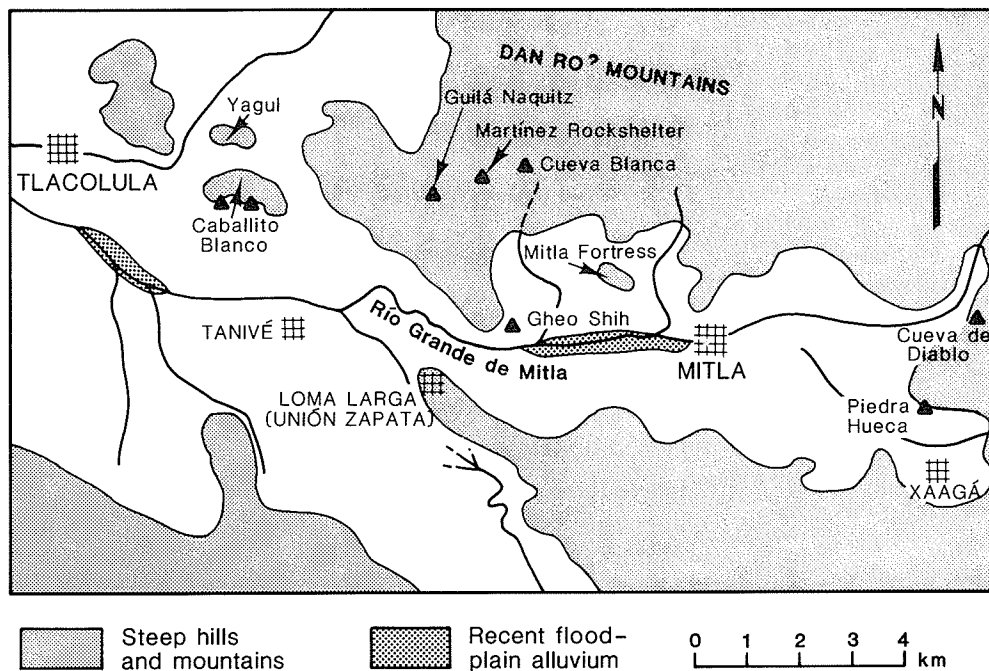 DAN RO? MOUNTAINS
Guilá Naquitz
Yagul
Martínez Rockshelter
Cueva Blanca
N
TLACOLULA
Caballito
Blanco
Mitla Fortress
Gheo Shih
Río Grande de Mitla
TANIVÉ
MITLA
Cueva de
Diablo
LOMA LARGA
(UNIÓN ZAPATA)
Piedra
Hueca
XAAGÁ
Steep hills
and mountains
Recent flood-
plain alluvium
0 1 2 3 4
km